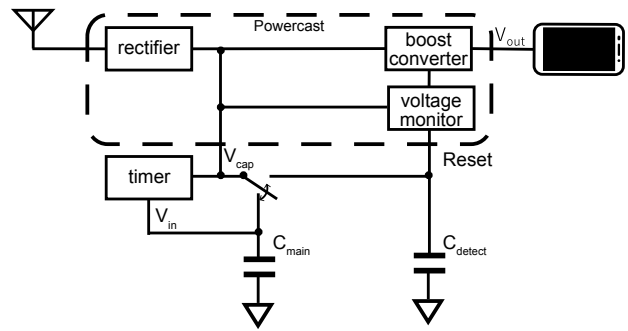 Powercast
rectifier
boost
converter
Vout
voltage
monitor
Vcap
Reset
timer
Vin
Cmain
Cdetect